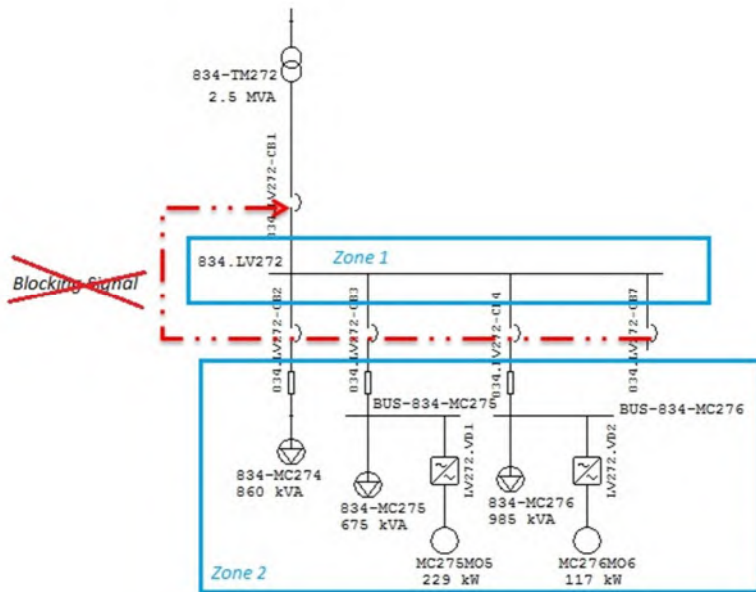 834-TM272
2.5 MVA
834.LV272-CB1
Zone 1
834.LV272
Blocking Signal
834.LV272-CB2
834.LV272-CB3
834.LV272-CB4
834.LV272-CB7
BUS-834-MC275
BUS-834-MC276
LV272.VD1
LV272.VD2
834-MC274
860 kVA
834-MC275
675 kVA
834-MC276
985 kVA
MC275MO5
229 kW
MC276MO6
117 kW
Zone 2